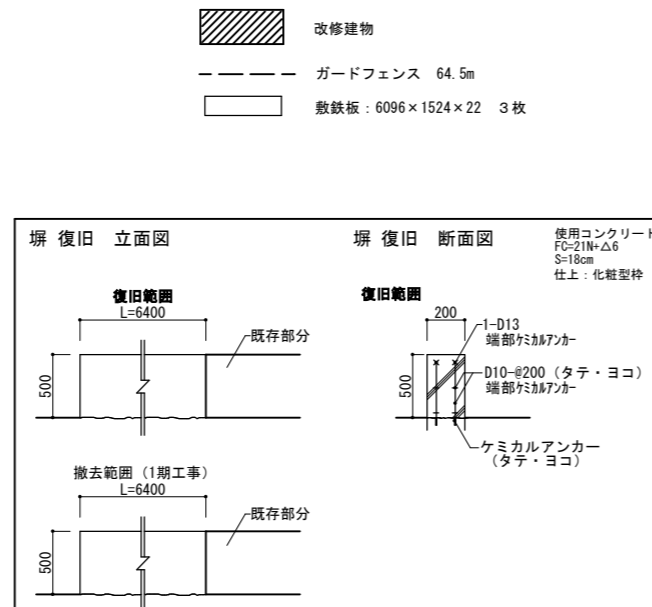 改修建物
ガードフェンス 64.5m
敷鉄板：6096×1524×22 3枚
塀 復旧 立面図
復旧範囲
L=6400
既存部分
500
撤去範囲（1期工事）
L=6400
既存部分
500
塀 復旧 断面図
使用コンクリート
FC=21N+△6
S=18cm
仕上：化粧型枠
復旧範囲
200
1-D13
端部ｹﾐｶﾙｱﾝｶｰ
500
D10-@200（タテ・ヨコ）
端部ｹﾐｶﾙｱﾝｶｰ
ケミカルアンカー
（タテ・ヨコ）